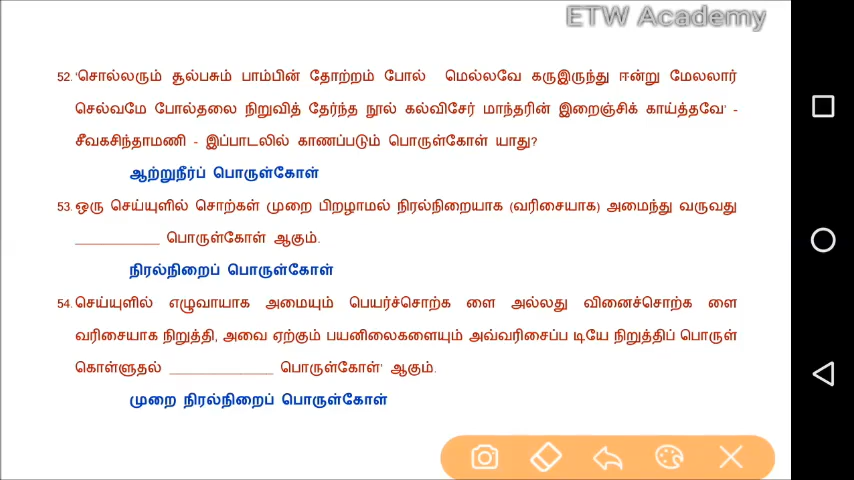 ETW Academy
52. 'சொல்லரும் சூல்பசும் பாம்பின் தோற்றம் போல் மெல்லவே கருஇருந்து ஈன்று மேலலார்
செல்வமே போல்தலை நிறுவித் தேர்ந்த நூல் கல்விசேர் மாந்தரின் இறைஞ்சிக் காய்த்தவே' -
சீவகசிந்தாமணி - இப்பாடலில் காணப்படும் பொருள்கோள் யாது?
ஆற்றுநீர்ப் பொருள்கோள்
53. ஒரு செய்யுளில் சொற்கள் முறை பிறழாமல் நிரல்நிறையாக (வரிசையாக) அமைந்து வருவது
____________ பொருள்கோள் ஆகும்.
நிரல்நிறைப் பொருள்கோள்
54. செய்யுளில் எழுவாயாக அமையும் பெயர்ச்சொற்க ளை அல்லது வினைச்சொற்க ளை
வரிசையாக நிறுத்தி, அவை ஏற்கும் பயனிலைகளையும் அவ்வரிசைப்ப டியே நிறுத்திப் பொருள்
கொள்ளுதல் _______________ பொருள்கோள்' ஆகும்.
முறை நிரல்நிறைப் பொருள்கோள்